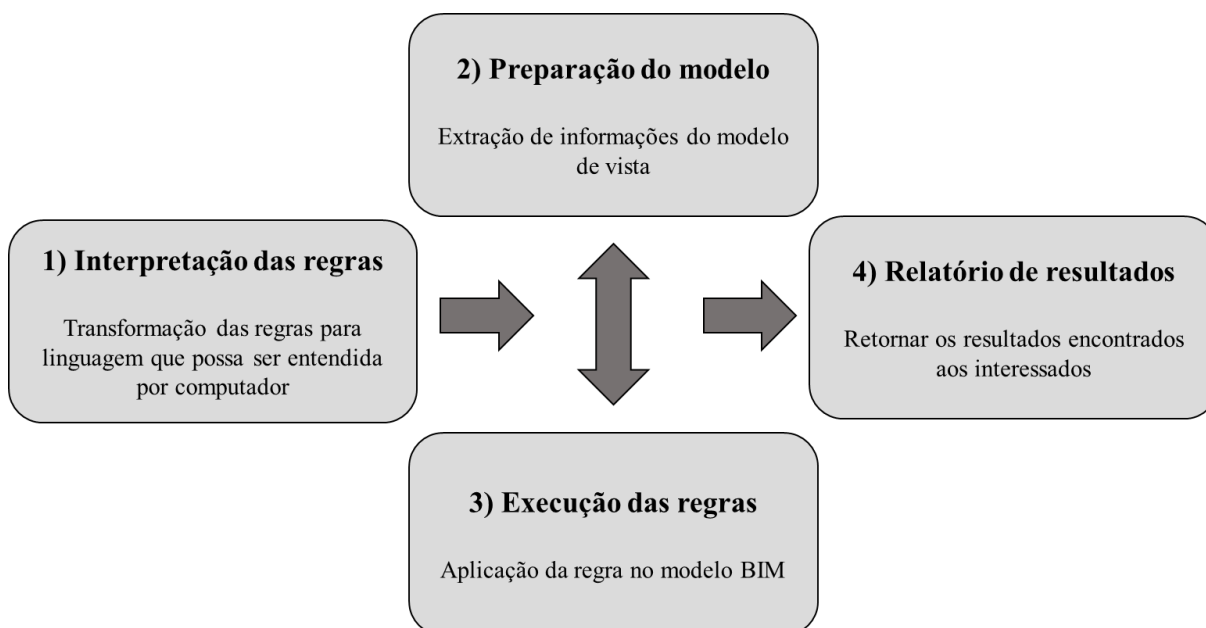 1) Interpretação das regras
Transformação das regras para
linguagem que possa ser entendida
por computador
2) Preparação do modelo
Extração de informações do modelo
de vista
3) Execução das regras
Aplicação da regra no modelo BIM
4) Relatório de resultados
Retornar os resultados encontrados
aos interessados